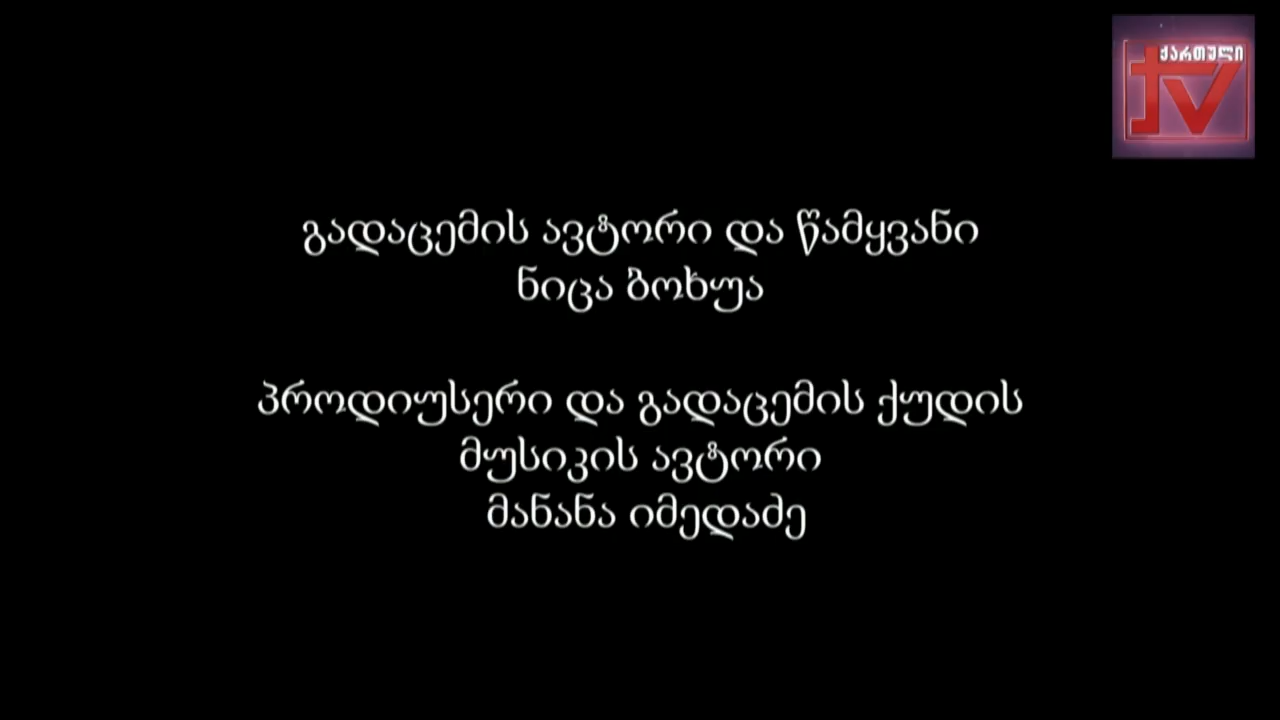 ქართული
TV
გადაცემის ავტორი და წამყვანი
ნიცა ბოხუა
პროდიუსერი და გადაცემის ქუდის
მუსიკის ავტორი
მანანა იმედაძე